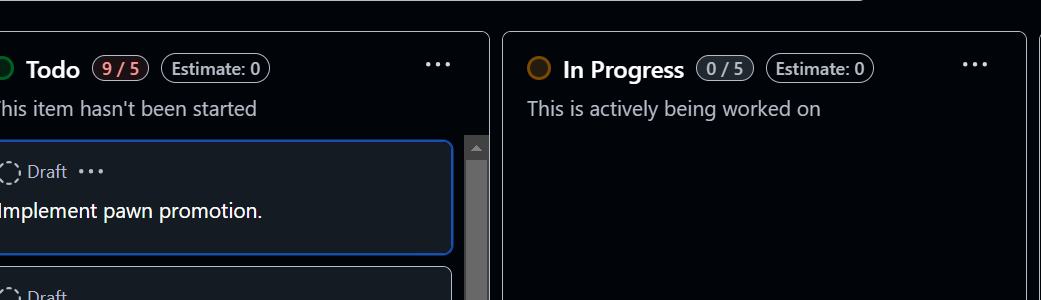 Todo 9 / 5 Estimate: 0
This item hasn't been started
Draft
Implement pawn promotion.
Draft
In Progress 0 / 5 Estimate: 0
This is actively being worked on